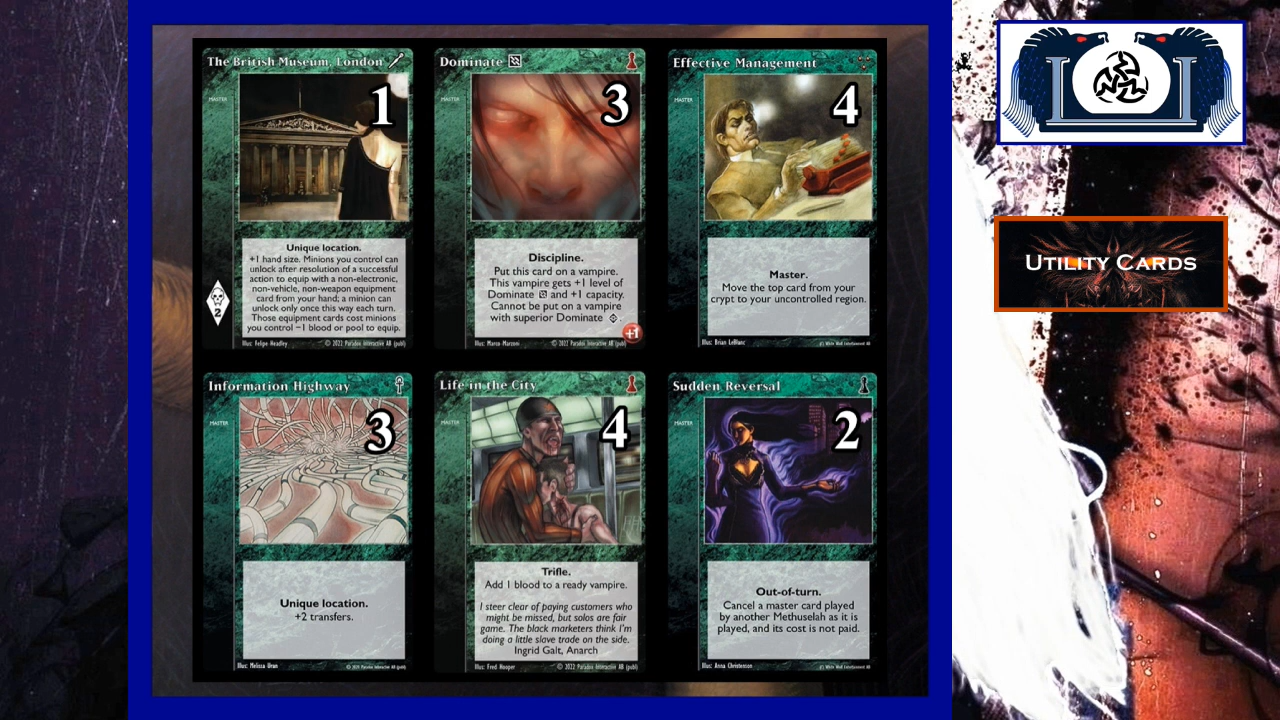 The British Museum, London
MASTER
1
Unique location.
+1 hand size. Minions you control can
unlock after resolution of a successful
action to equip with a non-electronic,
non-vehicle, non-weapon equipment
card from your hand; a minion can
unlock only once this way each turn.
Those equipment cards cost minions
you control −1 blood or pool to equip.
2
Illus: Felipe Headley
© 2022 Paradox Interactive AB (publ)
Dominate
MASTER
3
Discipline.
Put this card on a vampire.
This vampire gets +1 level of
Dominate and +1 capacity.
Cannot be put on a vampire
with superior Dominate
+1
Illus: Marco Mazzoni
© 2022 Paradox Interactive AB (publ)
Effective Management
MASTER
4
Master.
Move the top card from your
crypt to your uncontrolled region.
Illus: Brian LeBlanc
Information Highway
MASTER
3
Unique location.
+2 transfers.
Illus: Melissa Uran
Life in the City
MASTER
4
Trifle.
Add 1 blood to a ready vampire.
I steer clear of paying customers who
might be missed, but solos are fair
game. The black marketers think I'm
doing a little slave trade on the side.
Ingrid Galt, Anarch
Illus: Fred Hooper
© 2022 Paradox Interactive AB (publ)
Sudden Reversal
MASTER
2
Out-of-turn.
Cancel a master card played
by another Methuselah as it is
played, and its cost is not paid.
Illus: Anna Christenson
UTILITY CARDS